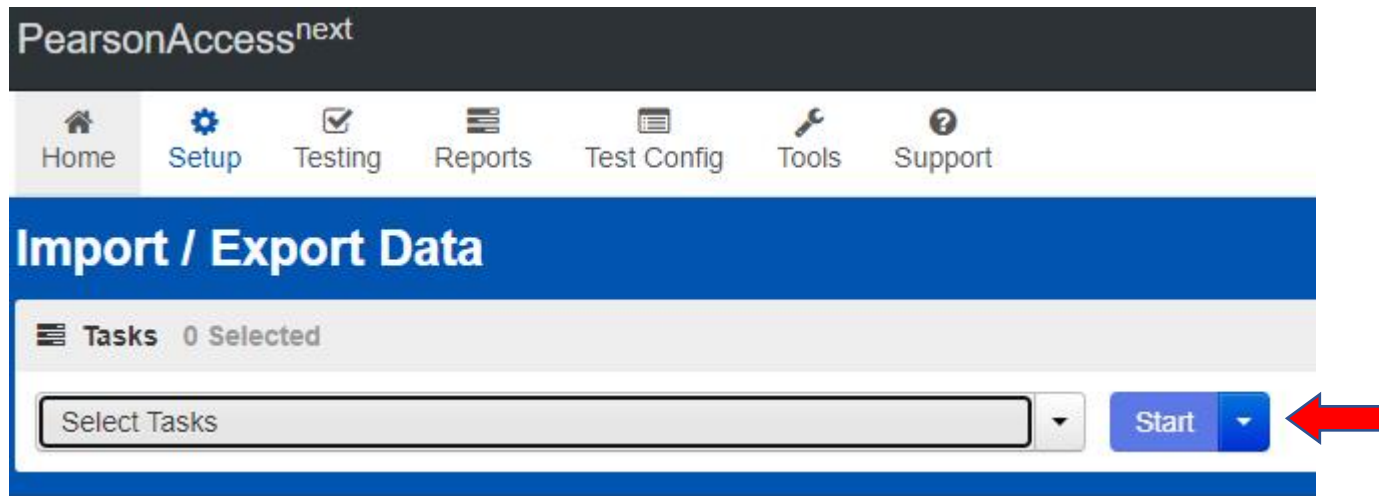 PearsonAccessnext
Home Setup Testing Reports Test Config Tools Support
Import / Export Data
Tasks 0 Selected
Select Tasks Start